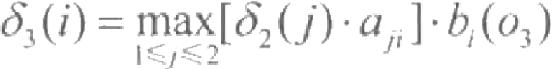 δ₃(i) = max_{1≤j≤2}[δ₂(j)·a_{ji}]·b_i(o₃)